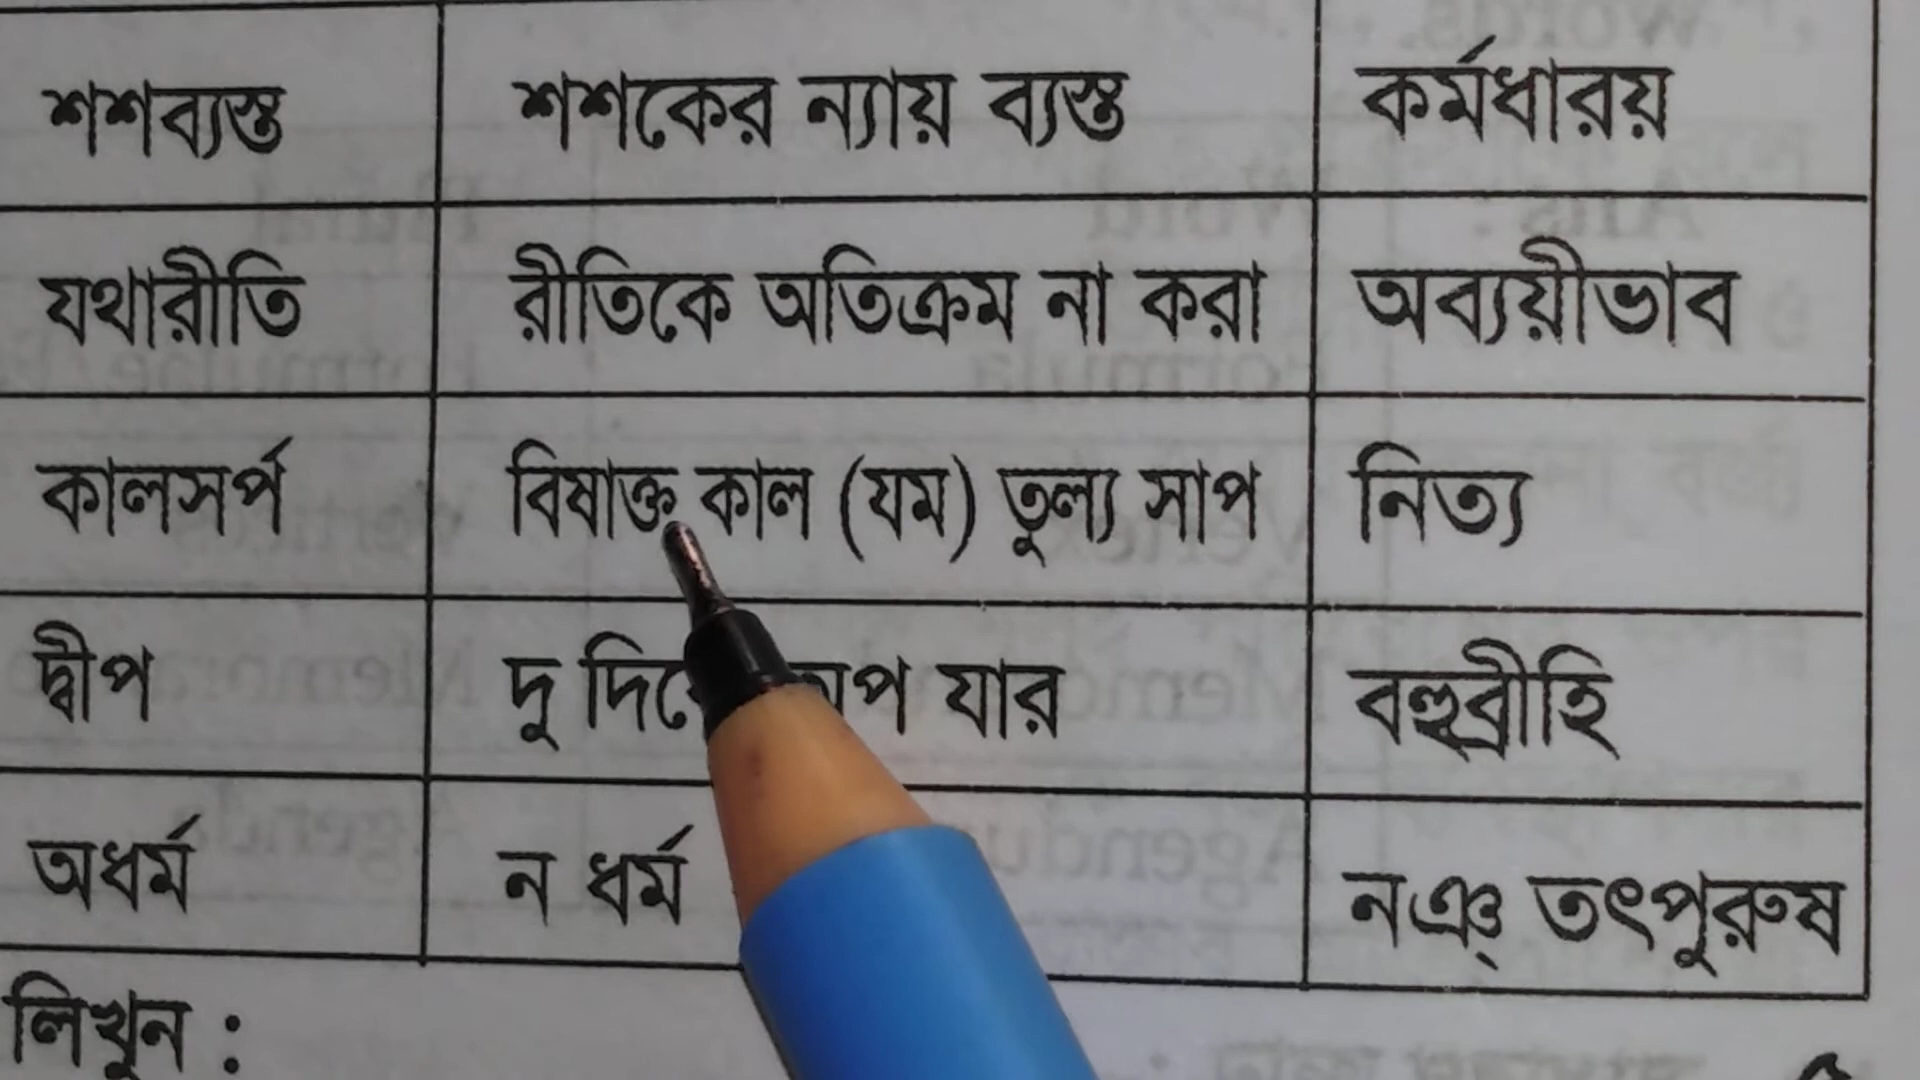 শশব্যস্ত শশকের ন্যায় ব্যস্ত কর্মধারয়
যথারীতি রীতিকে অতিক্রম না করা অব্যয়ীভাব
কালসর্প বিষাক্ত কাল (যম) তুল্য সাপ নিত্য
দ্বীপ দু যার বহুব্রীহি
অধর্ম ন ধর্ম নঞ্ তৎপুরুষ
লিখুন :